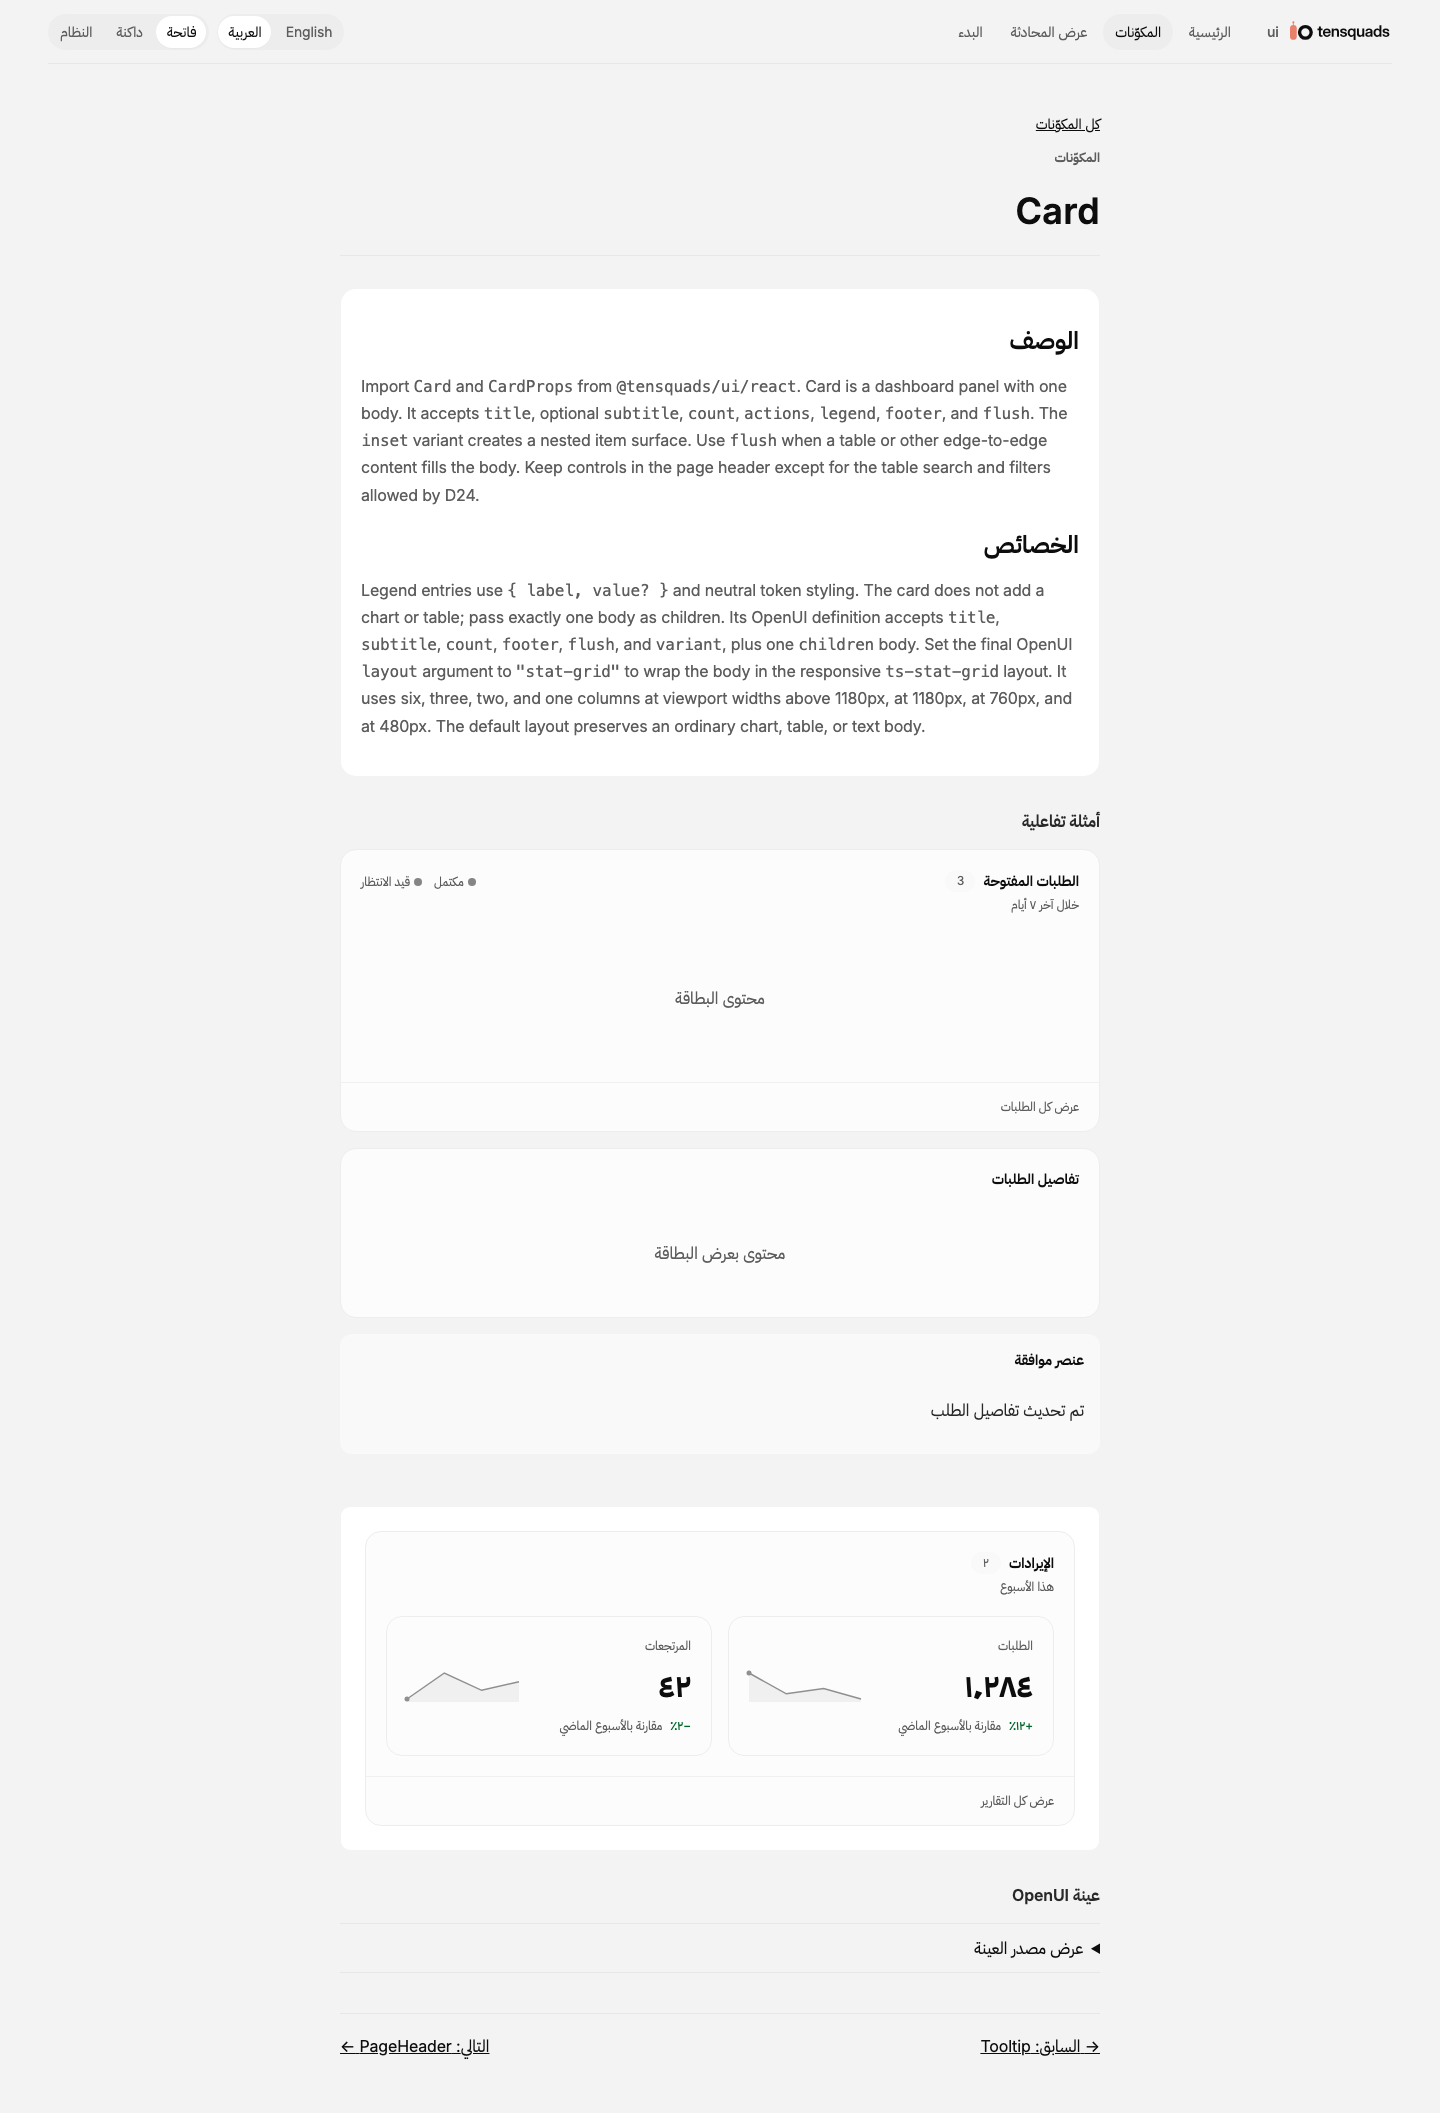 tensquads ui
الرئيسية
المكوّنات
عرض المحادثة
البدء
English
العربية
فاتحة
داكنة
النظام
كل المكوّنات
المكوّنات
Card
الوصف
Import Card and CardProps from @tensquads/ui/react. Card is a dashboard panel with one
body. It accepts title, optional subtitle, count, actions, legend, footer, and flush. The
inset variant creates a nested item surface. Use flush when a table or other edge-to-edge
content fills the body. Keep controls in the page header except for the table search and filters
allowed by D24.
الخصائص
Legend entries use { label, value? } and neutral token styling. The card does not add a
chart or table; pass exactly one body as children. Its OpenUI definition accepts title,
subtitle, count, footer, flush, and variant, plus one children body. Set the final OpenUI
layout argument to "stat-grid" to wrap the body in the responsive ts-stat-grid layout. It
uses six, three, two, and one columns at viewport widths above 1180px, at 1180px, at 760px, and
at 480px. The default layout preserves an ordinary chart, table, or text body.
أمثلة تفاعلية
الطلبات المفتوحة 3
مكتمل
قيد الانتظار
خلال آخر ٧ أيام
محتوى البطاقة
عرض كل الطلبات
تفاصيل الطلبات
محتوى بعرض البطاقة
عنصر موافقة
تم تحديث تفاصيل الطلب
الإيرادات ٢
هذا الأسبوع
الطلبات
١,٢٨٤
+١٢٪ مقارنة بالأسبوع الماضي
المرتجعات
٤٢
−٢٪ مقارنة بالأسبوع الماضي
عرض كل التقارير
عينة OpenUI
عرض مصدر العينة
→ السابق: Tooltip
التالي: PageHeader ←